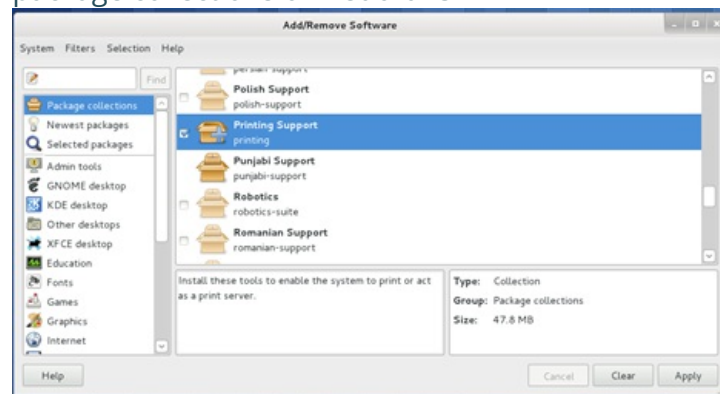 Add/Remove Software
System Filters Selection Help
Find
Package collections
Newest packages
Selected packages
Admin tools
GNOME desktop
KDE desktop
Other desktops
XFCE desktop
Education
Fonts
Games
Graphics
Internet
Polish Support
polish-support
Printing Support
printing
Punjabi Support
punjabi-support
Robotics
robotics-suite
Romanian Support
romanian-support
Install these tools to enable the system to print or act
as a print server.
Type: Collection
Group: Package collections
Size: 47.8 MB
Help
Cancel Clear Apply